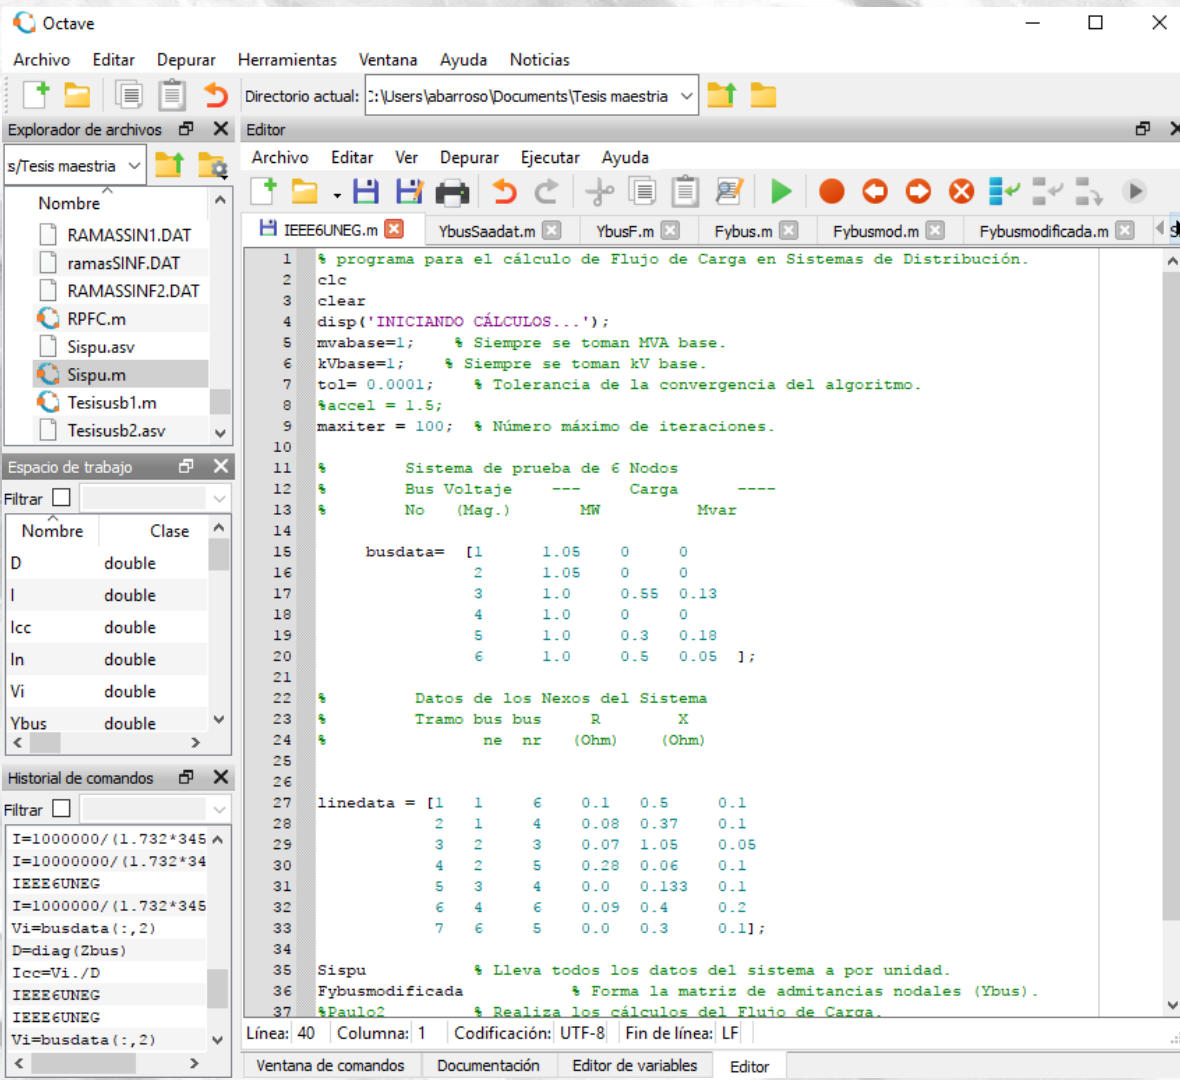 Octave
Archivo Editar Depurar Herramientas Ventana Ayuda Noticias
Directorio actual: :\Users\abarroso\Documents\Tesis maestria
Explorador de archivos
s/Tesis maestria
Nombre
RAMASSIN1.DAT
ramasSINF.DAT
RAMASSINF2.DAT
RPFC.m
Sispu.asv
Sispu.m
Tesisusb1.m
Tesisusb2.asv
Espacio de trabajo
Filtrar
Nombre Clase
D double
I double
Icc double
In double
Vi double
Ybus double
Historial de comandos
Filtrar
I=1000000/(1.732*345
I=10000000/(1.732*34
IEEE6UNEG
I=1000000/(1.732*345
Vi=busdata(:,2)
D=diag(Zbus)
Icc=Vi./D
IEEE6UNEG
IEEE6UNEG
Vi=busdata(:,2)
Editor
Archivo Editar Ver Depurar Ejecutar Ayuda
IEEE6UNEG.m YbusSaadat.m YbusF.m Fybus.m Fybusmod.m Fybusmodificada.m S
1 % programa para el cálculo de Flujo de Carga en Sistemas de Distribución.
2 clc
3 clear
4 disp('INICIANDO CÁLCULOS...');
5 mvabase=1; % Siempre se toman MVA base.
6 kVbase=1; % Siempre se toman kV base.
7 tol= 0.0001; % Tolerancia de la convergencia del algoritmo.
8 %accel = 1.5;
9 maxiter = 100; % Número máximo de iteraciones.
10
11 % Sistema de prueba de 6 Nodos
12 % Bus Voltaje --- Carga ----
13 % No (Mag.) MW Mvar
14
15 busdata= [1 1.05 0 0
16 2 1.05 0 0
17 3 1.0 0.55 0.13
18 4 1.0 0 0
19 5 1.0 0.3 0.18
20 6 1.0 0.5 0.05 ];
21
22 % Datos de los Nexos del Sistema
23 % Tramo bus bus R X
24 % ne nr (Ohm) (Ohm)
25
26
27 linedata = [1 1 6 0.1 0.5 0.1
28 2 1 4 0.08 0.37 0.1
29 3 2 3 0.07 1.05 0.05
30 4 2 5 0.28 0.06 0.1
31 5 3 4 0.0 0.133 0.1
32 6 4 6 0.09 0.4 0.2
33 7 6 5 0.0 0.3 0.1];
34
35 Sispu % Lleva todos los datos del sistema a por unidad.
36 Fybusmodificada % Forma la matriz de admitancias nodales (Ybus).
37 %Paulo2 % Realiza los cálculos del Flujo de Carga.
Línea: 40 Columna: 1 Codificación: UTF-8 Fin de línea: LF
Ventana de comandos Documentación Editor de variables Editor